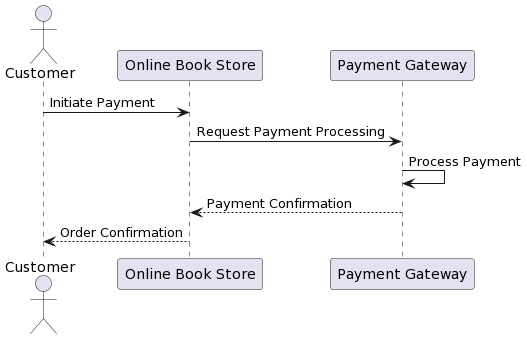 Customer
Online Book Store
Payment Gateway
Initiate Payment
Request Payment Processing
Process Payment
Payment Confirmation
Order Confirmation
Customer
Online Book Store
Payment Gateway